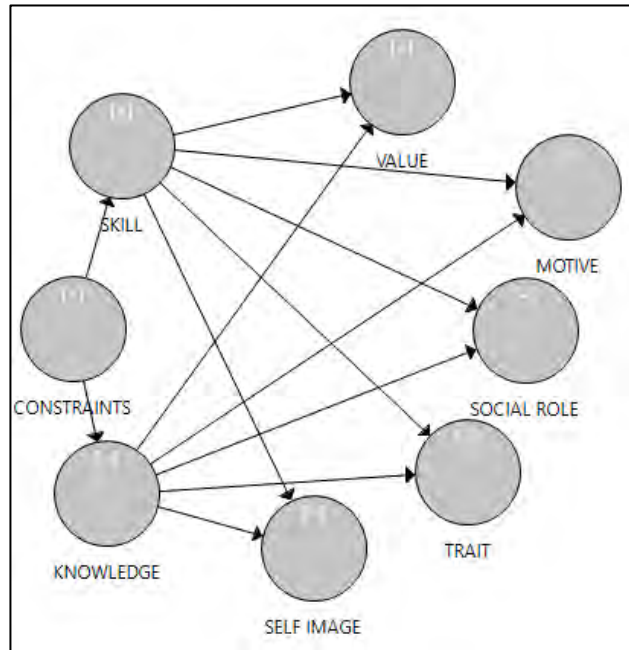 VALUE
SKILL
MOTIVE
CONSTRAINTS
SOCIAL ROLE
TRAIT
KNOWLEDGE
SELF IMAGE